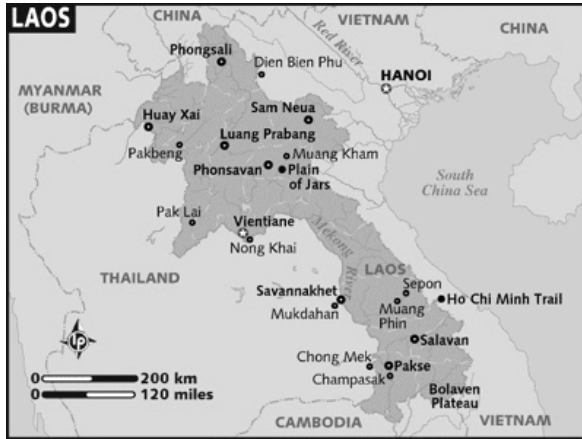 LAOS
CHINA
VIETNAM
CHINA
Phongsali
Dien Bien Phu
Red River
HANOI
MYANMAR
(BURMA)
Huay Xai
Sam Neua
Luang Prabang
Pakbeng
Muang Kham
Phonsavan
Plain
of Jars
South
China Sea
Pak Lai
Vientiane
Nong Khai
Mekong
River
THAILAND
LAOS
Savannakhet
Sepon
Ho Chi Minh Trail
Mukdahan
Muang
Phin
LP
Salavan
Chong Mek
Pakse
Champasak
Bolaven
Plateau
0 200 km
0 120 miles
CAMBODIA
VIETNAM